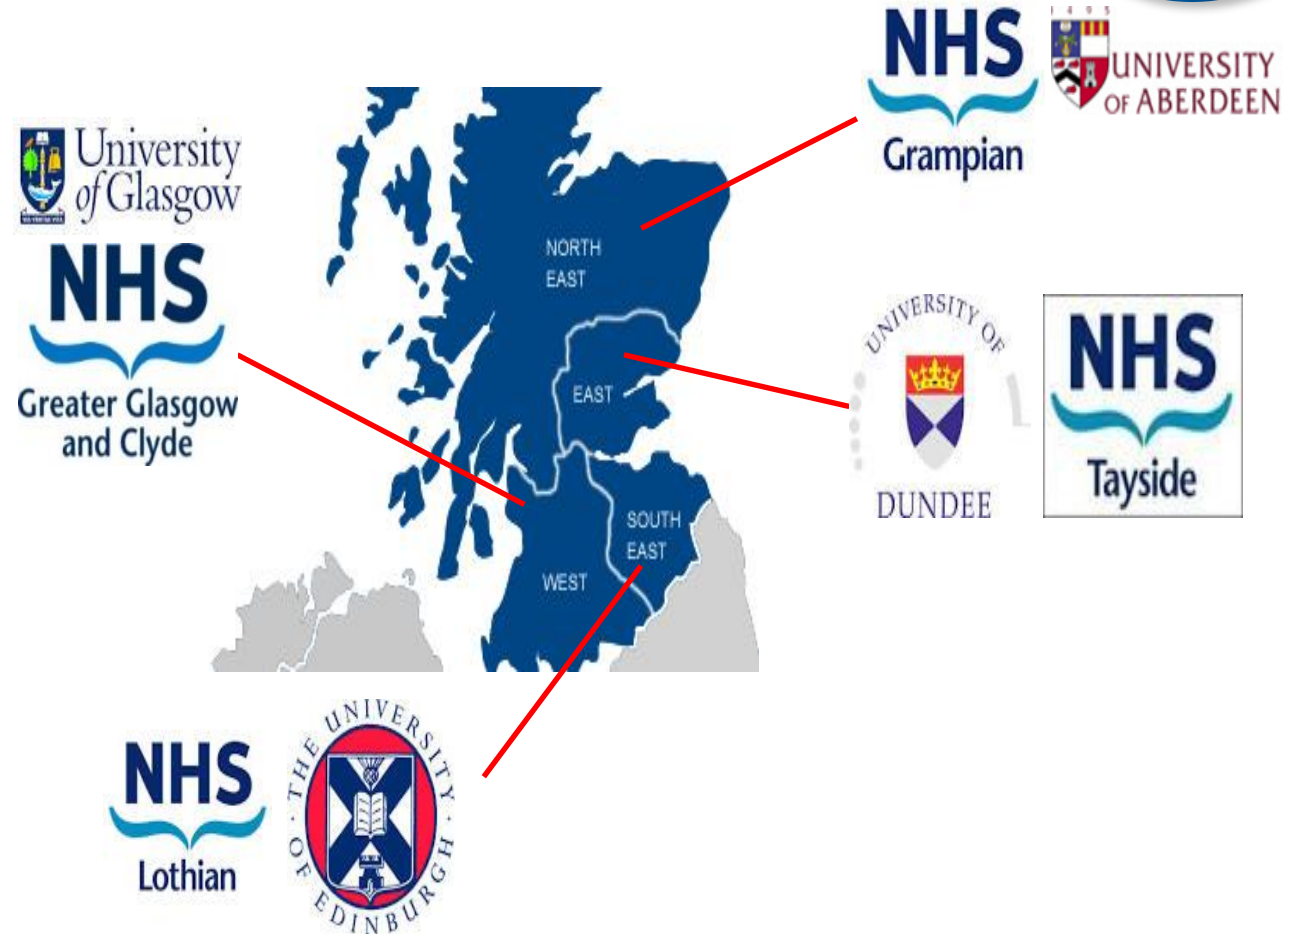 NHS
Grampian
1495
UNIVERSITY
OF ABERDEEN
University
of Glasgow
NHS
Greater Glasgow
and Clyde
NORTH
EAST
EAST
SOUTH
EAST
WEST
UNIVERSITY OF
DUNDEE
NHS
Tayside
NHS
Lothian
THE UNIVERSITY
OF EDINBURGH